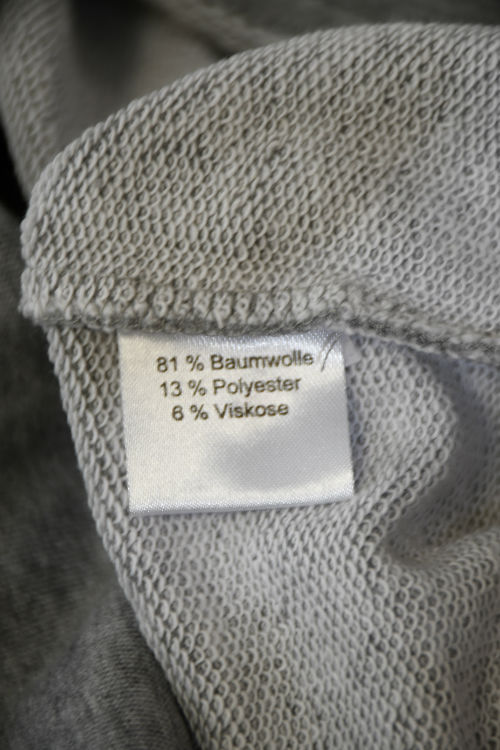 81 % Baumwolle
13 % Polyester
6 % Viskose